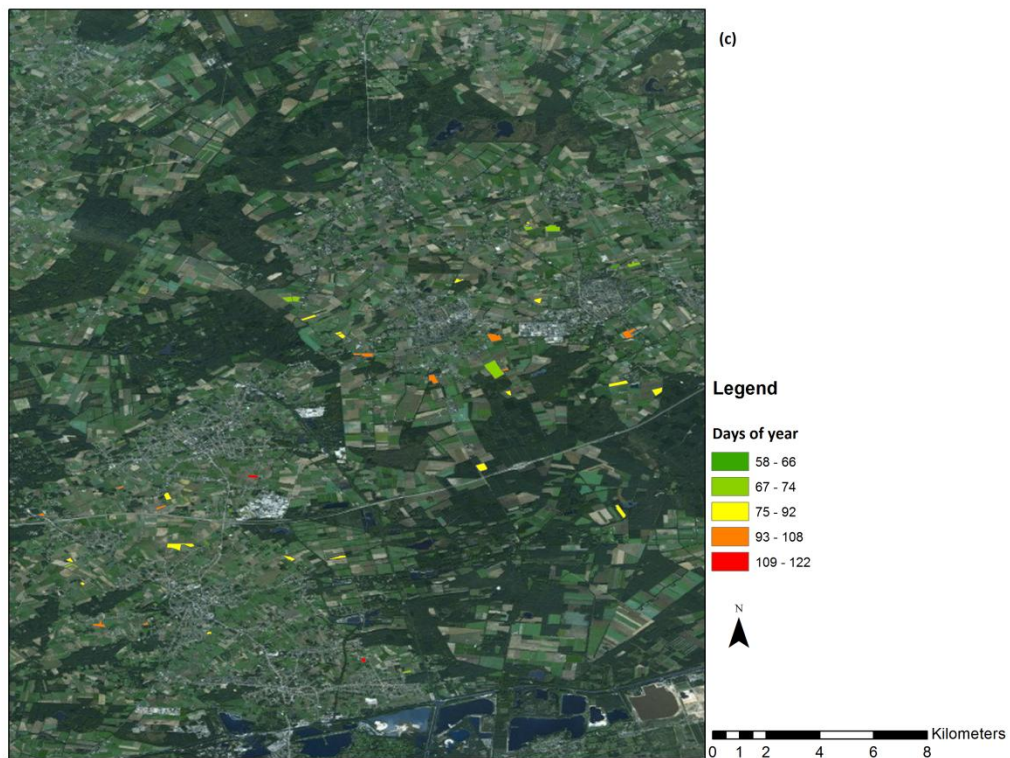 (c)
Legend
Days of year
58 - 66
67 - 74
75 - 92
93 - 108
109 - 122
N
Kilometers
0 1 2 4 6 8